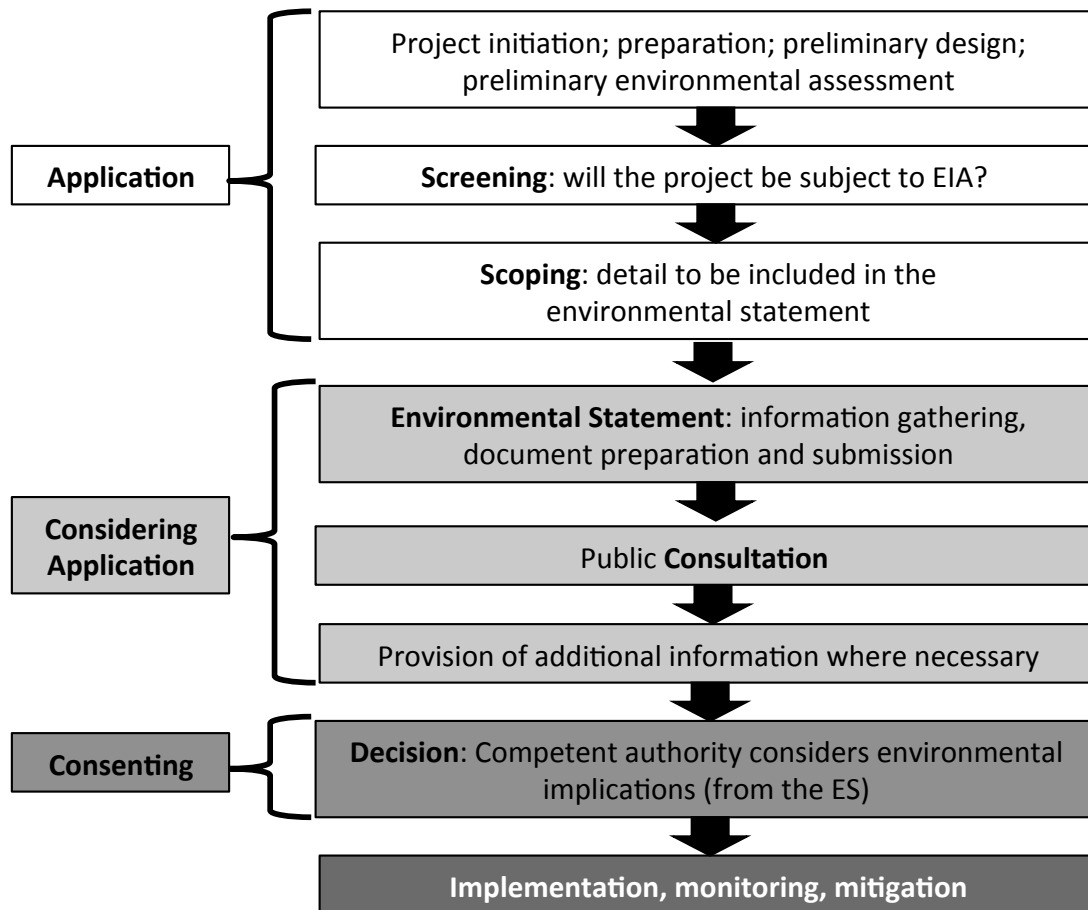 Project initiation; preparation; preliminary design;
preliminary environmental assessment
Application
Screening: will the project be subject to EIA?
Scoping: detail to be included in the
environmental statement
Environmental Statement: information gathering,
document preparation and submission
Considering
Application
Public Consultation
Provision of additional information where necessary
Consenting
Decision: Competent authority considers environmental
implications (from the ES)
Implementation, monitoring, mitigation